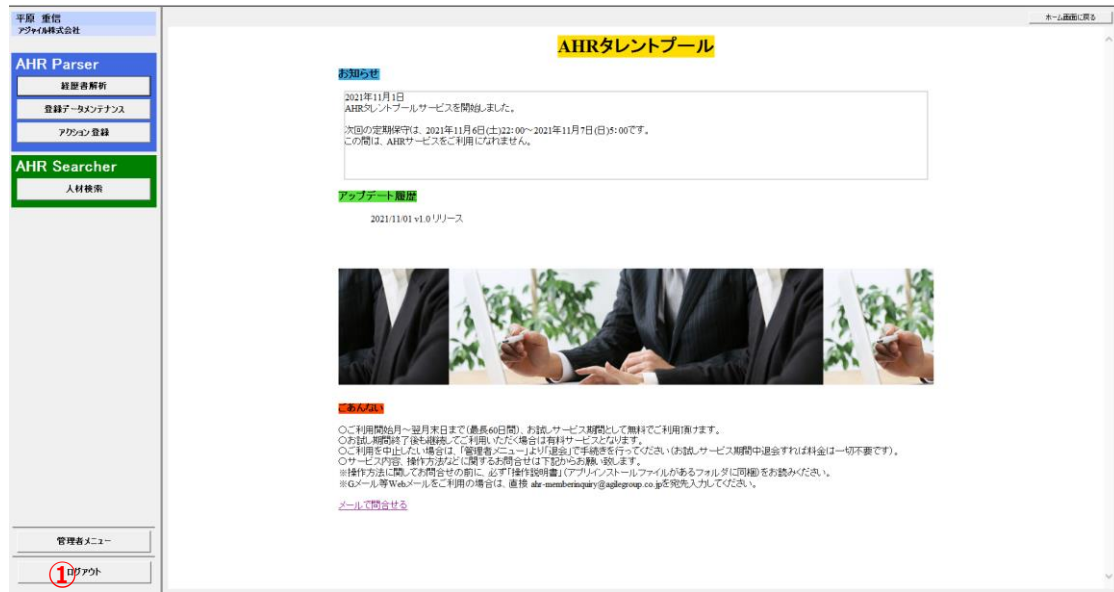 平原 重信
アジャイル株式会社
ホーム画面に戻る
AHR Parser
経歴書解析
登録データメンテナンス
アクション登録
AHR Searcher
人材検索
管理者メニュー
①ログアウト
AHRタレントプール
お知らせ
2021年11月1日
AHRタレントプールサービスを開始しました。
次回の定期保守は、2021年11月6日(土)22:00～2021年11月7日(日)5:00です。
この間は、AHRサービスをご利用になれません。
アップデート履歴
2021/11/01 v1.0 リリース
ごあんない
○ご利用開始月～翌月末日まで(最長60日間)、お試しサービス期間として無料でご利用頂けます。
○お試し期間終了後も継続してご利用いただく場合は有料サービスとなります。
○ご利用を中止したい場合は、「管理者メニュー」より「退会」で手続きを行ってください(お試しサービス期間中退会すれば料金は一切不要です)。
○サービス内容、操作方法などに関するお問合せは下記からお願い致します。
※操作方法に関してお問合せの前に、必ず「操作説明書」(アプリインストールファイルがあるフォルダに同梱)をお読みください。
※Gメール等Webメールをご利用の場合は、直接 ahr-memberinquiry@agilegroup.co.jpを宛先入力してください。
メールで問合せる